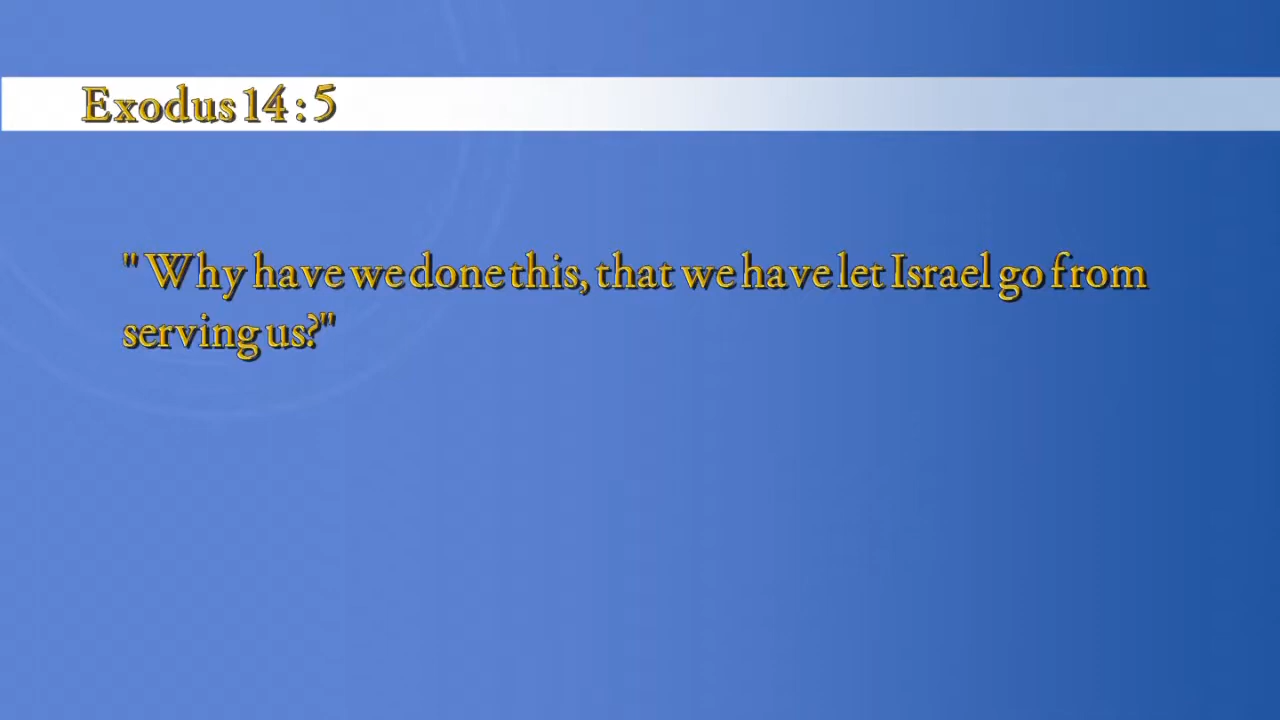 Exodus 14:5
" Why have we done this, that we have let Israel go from
serving us?"